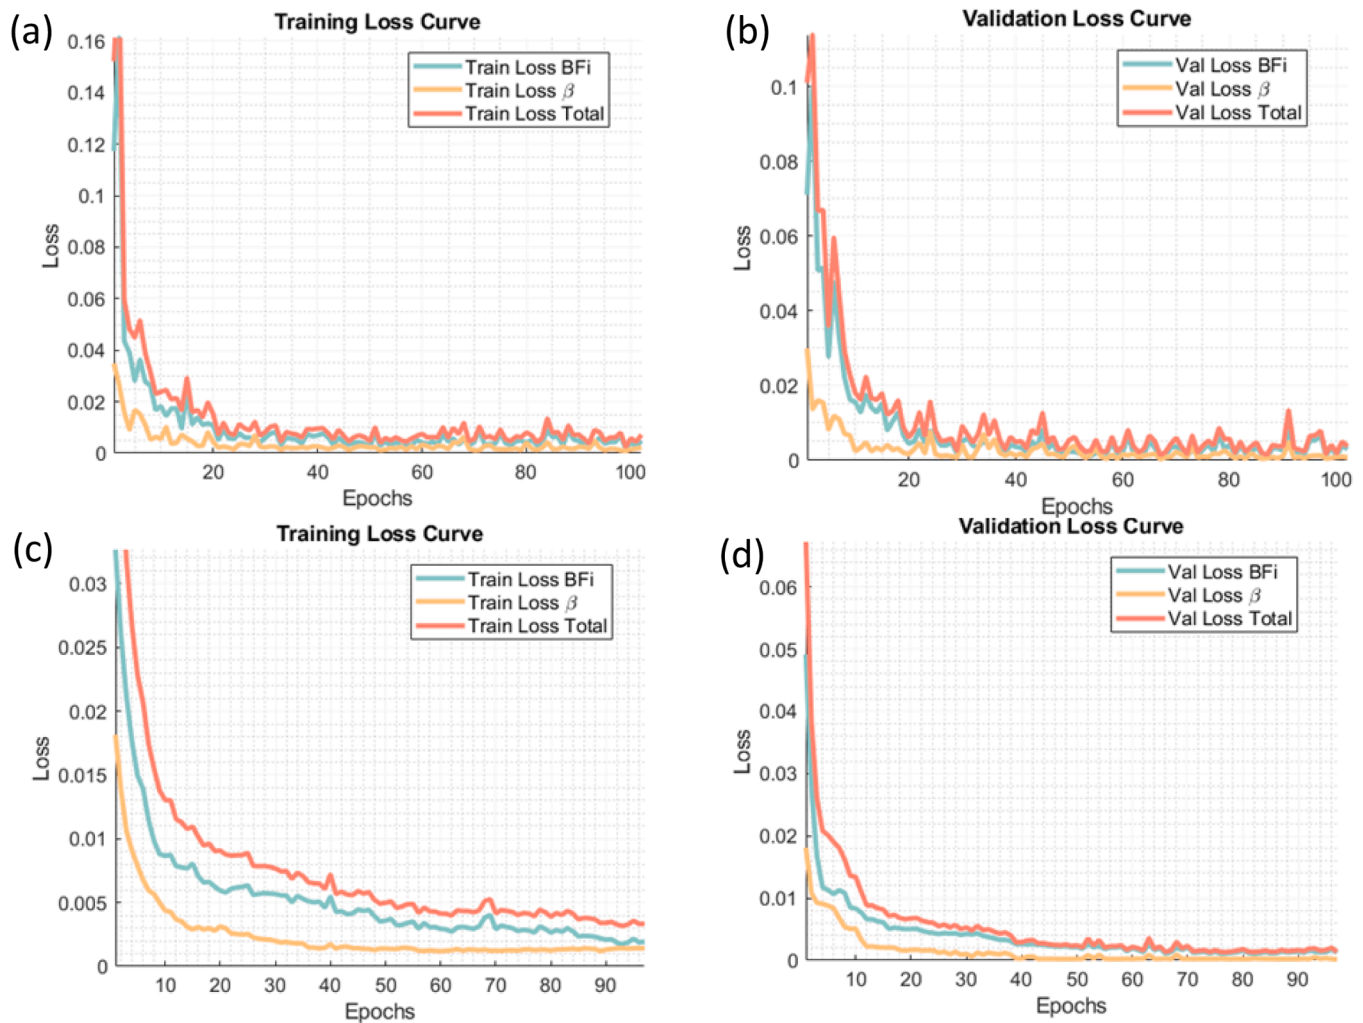 (a)
Training Loss Curve
Train Loss BFi
Train Loss β
Train Loss Total
0.16
0.14
0.12
0.1
0.08
0.06
0.04
0.02
0
Loss
20
40
60
80
100
Epochs
(b)
Validation Loss Curve
Val Loss BFi
Val Loss β
Val Loss Total
0.1
0.08
0.06
0.04
0.02
0
Loss
20
40
60
80
100
Epochs
(c)
Training Loss Curve
Train Loss BFi
Train Loss β
Train Loss Total
0.03
0.025
0.02
0.015
0.01
0.005
0
Loss
10
20
30
40
50
60
70
80
90
Epochs
(d)
Validation Loss Curve
Val Loss BFi
Val Loss β
Val Loss Total
0.06
0.05
0.04
0.03
0.02
0.01
0
Loss
10
20
30
40
50
60
70
80
90
Epochs